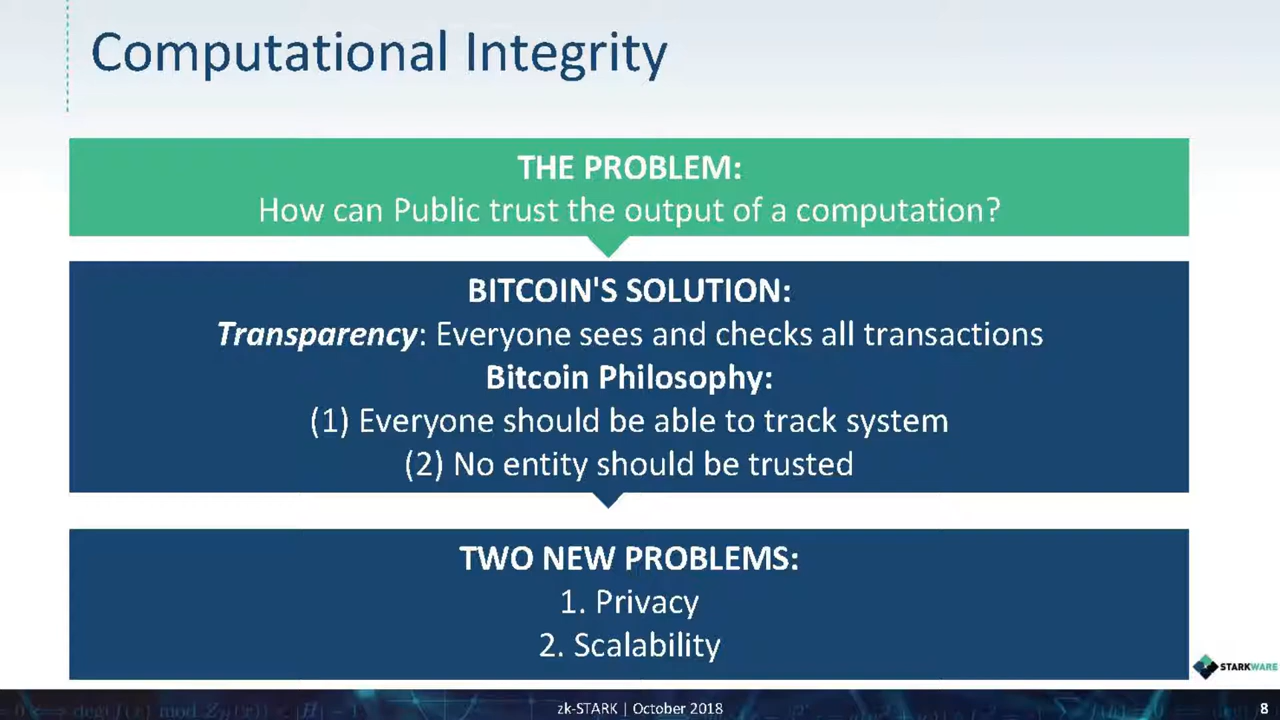 Computational Integrity
THE PROBLEM:
How can Public trust the output of a computation?
BITCOIN'S SOLUTION:
Transparency: Everyone sees and checks all transactions
Bitcoin Philosophy:
(1) Everyone should be able to track system
(2) No entity should be trusted
TWO NEW PROBLEMS:
1. Privacy
2. Scalability
STARKWARE
zk-STARK | October 2018
8